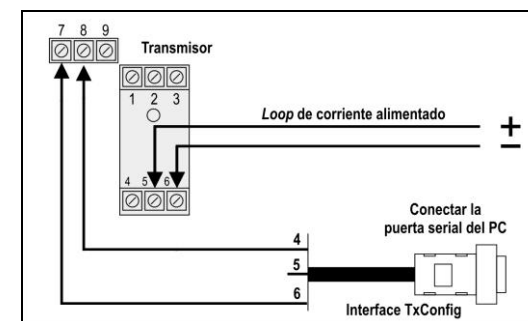 7 8 9
Transmisor
1 2 3
Loop de corriente alimentado
+
−
4 5 6
Conectar la
puerta serial del PC
4
5
6
Interface TxConfig